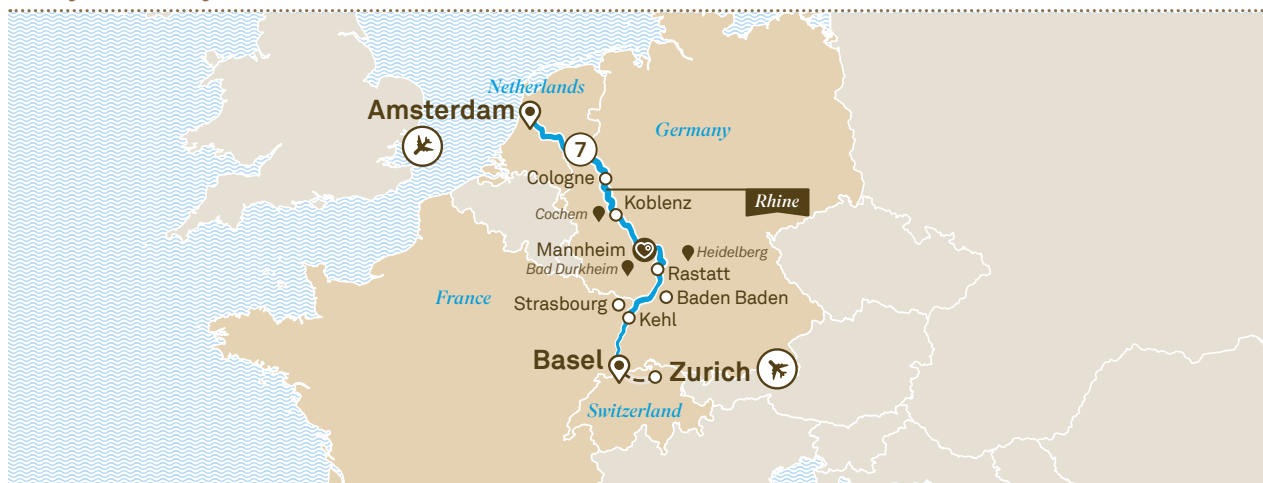 Netherlands
Amsterdam
Germany
7
Cologne
Rhine
Koblenz
Cochem
Mannheim
Heidelberg
Bad Durkheim
Rastatt
France
Baden Baden
Strasbourg
Kehl
Basel
Zurich
Switzerland